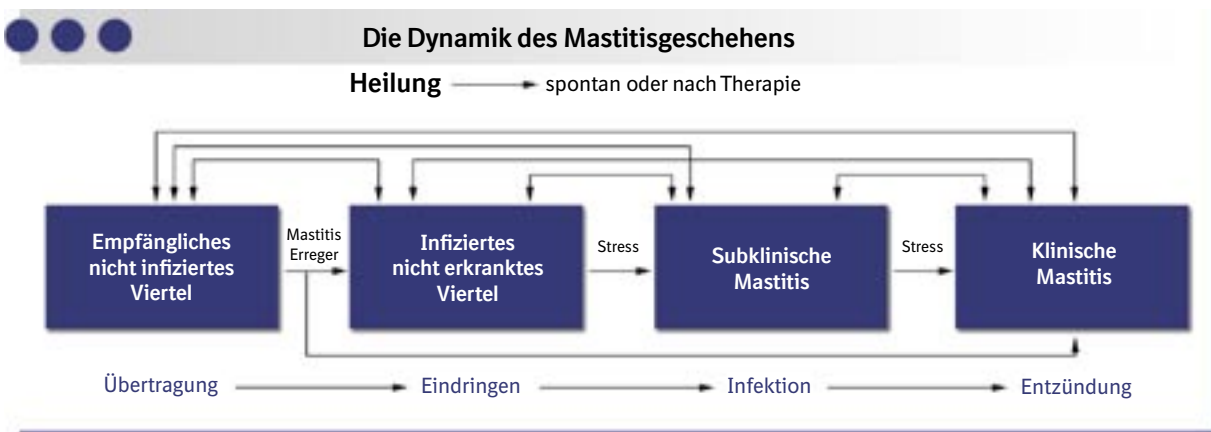 Die Dynamik des Mastitisgeschehens
Heilung spontan oder nach Therapie
Empfängliches
nicht infiziertes
Viertel
Mastitis
Erreger
Infiziertes
nicht erkranktes
Viertel
Stress
Subklinische
Mastitis
Stress
Klinische
Mastitis
Übertragung Eindringen Infektion Entzündung